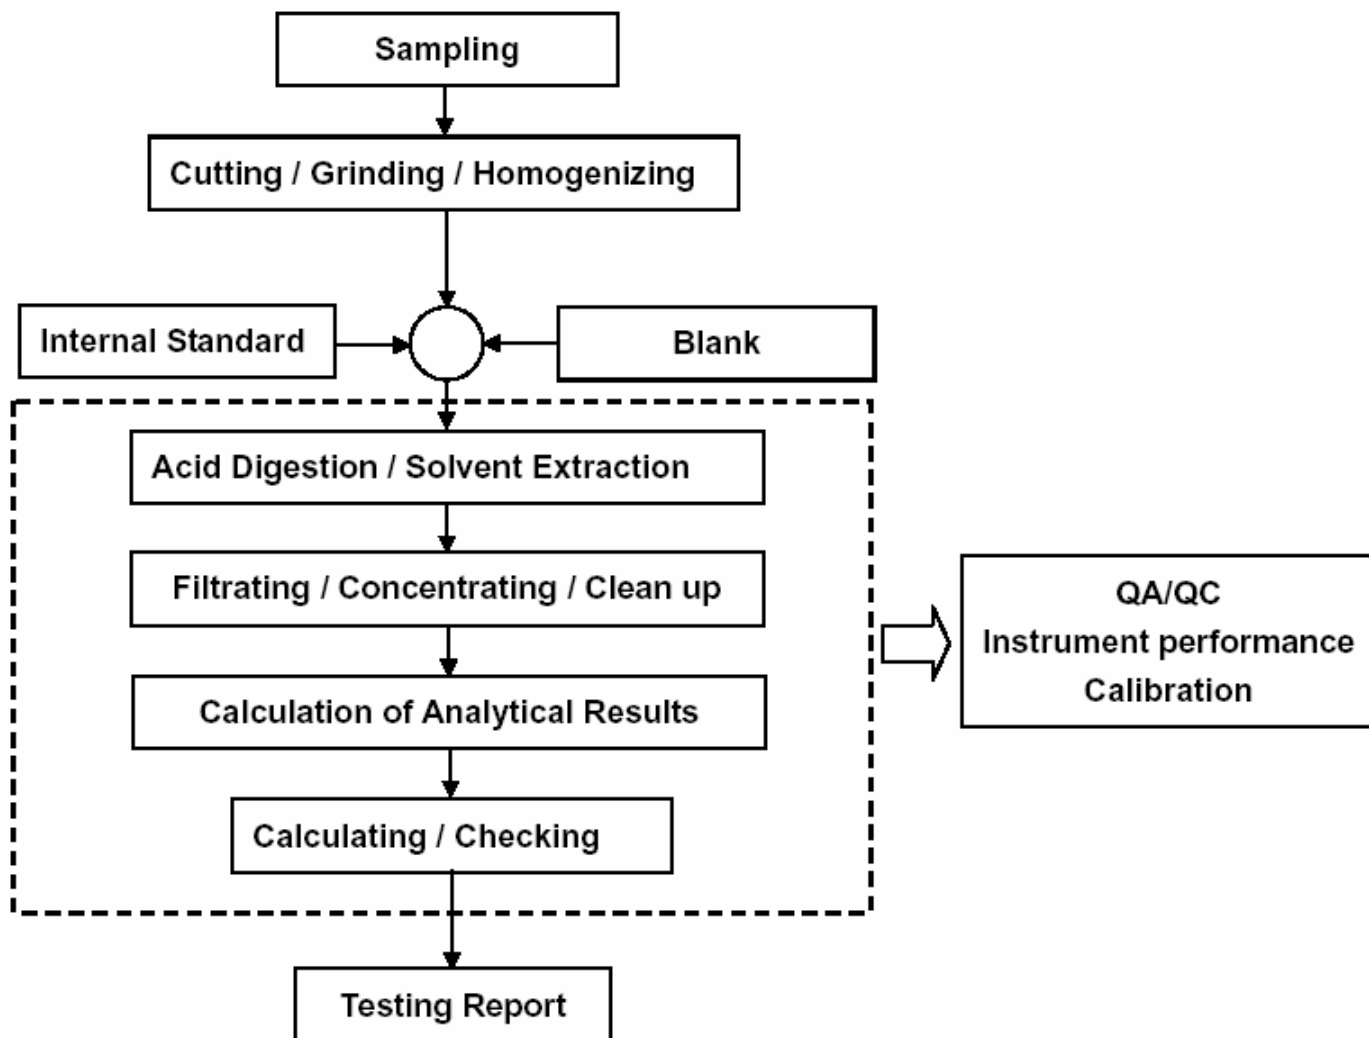 Sampling
Cutting / Grinding / Homogenizing
Internal Standard
Blank
Acid Digestion / Solvent Extraction
Filtrating / Concentrating / Clean up
Calculation of Analytical Results
Calculating / Checking
QA/QC
Instrument performance
Calibration
Testing Report